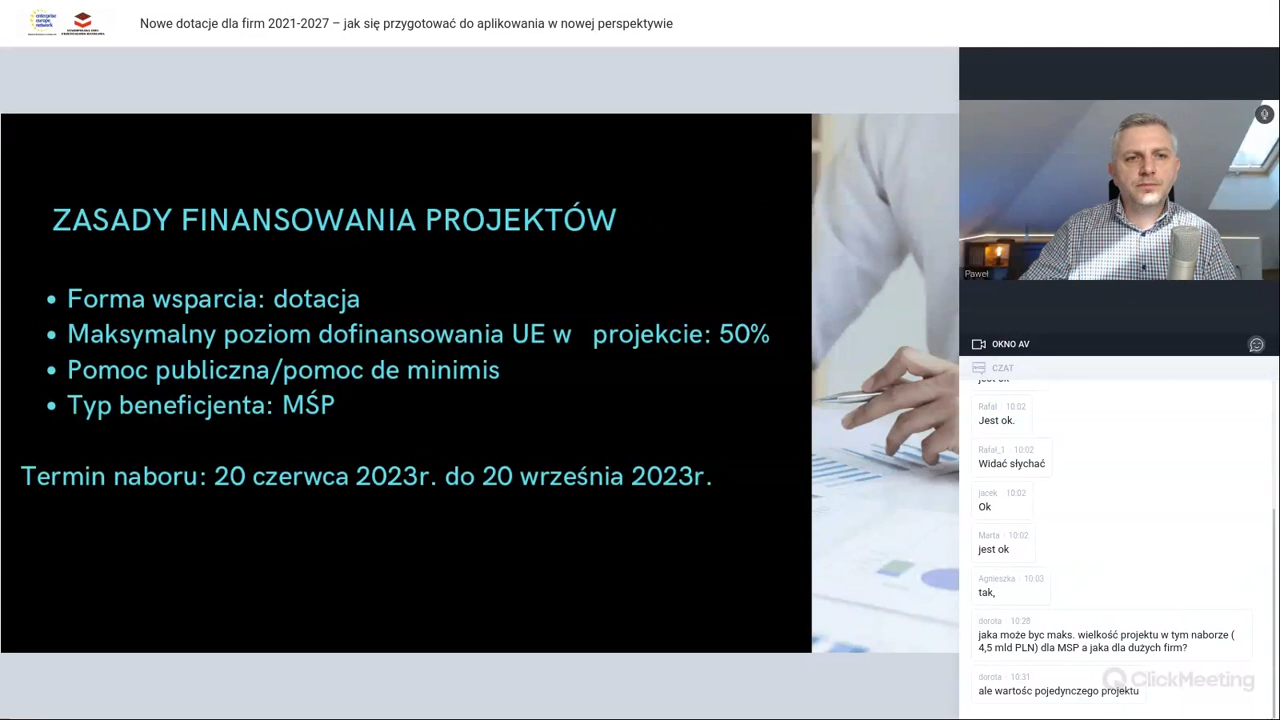 enterprise
europe
network
Nowe dotacje dla firm 2021-2027 – jak się przygotować do aplikowania w nowej perspektywie
ZASADY FINANSOWANIA PROJEKTÓW
• Forma wsparcia: dotacja
• Maksymalny poziom dofinansowania UE w projekcie: 50%
• Pomoc publiczna/pomoc de minimis
• Typ beneficjenta: MŚP
Termin naboru: 20 czerwca 2023r. do 20 września 2023r.
Paweł
OKNO AV
CZAT
jest ok
Rafał 10:02
Jest ok.
Rafał_1 10:02
Widać słychać
jacek 10:02
Ok
Marta 10:02
jest ok
Agnieszka 10:03
tak,
dorota 10:28
jaka może byc maks. wielkość projektu w tym naborze (
4,5 mld PLN) dla MSP a jaka dla dużych firm?
dorota 10:31
ale wartośc pojedynczego projektu
ClickMeeting